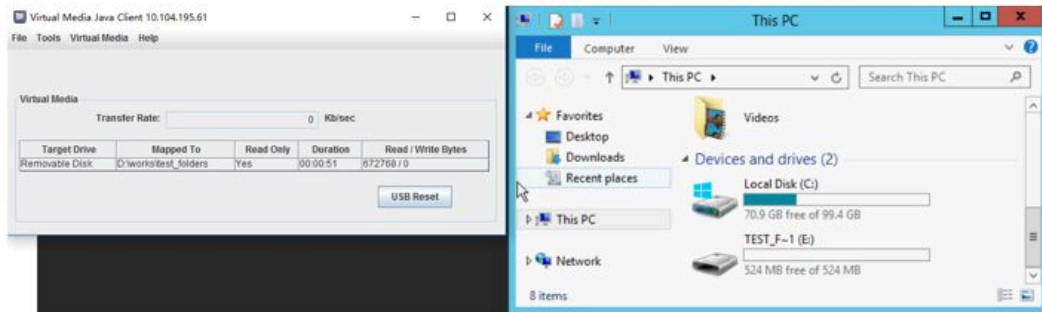 Virtual Media Java Client 10.104.195.61
File Tools Virtual Media Help
Virtual Media
Transfer Rate: 0 Kb/sec
Target Drive Mapped To Read Only Duration Read / Write Bytes
Removable Disk D:\works\test_folders Yes 00:00:51 672768 / 0
USB Reset
This PC
File Computer View
This PC Search This PC
Favorites
Desktop
Downloads
Recent places
This PC
Network
Videos
Devices and drives (2)
Local Disk (C:)
70.9 GB free of 99.4 GB
TEST_F~1 (E:)
524 MB free of 524 MB
8 items